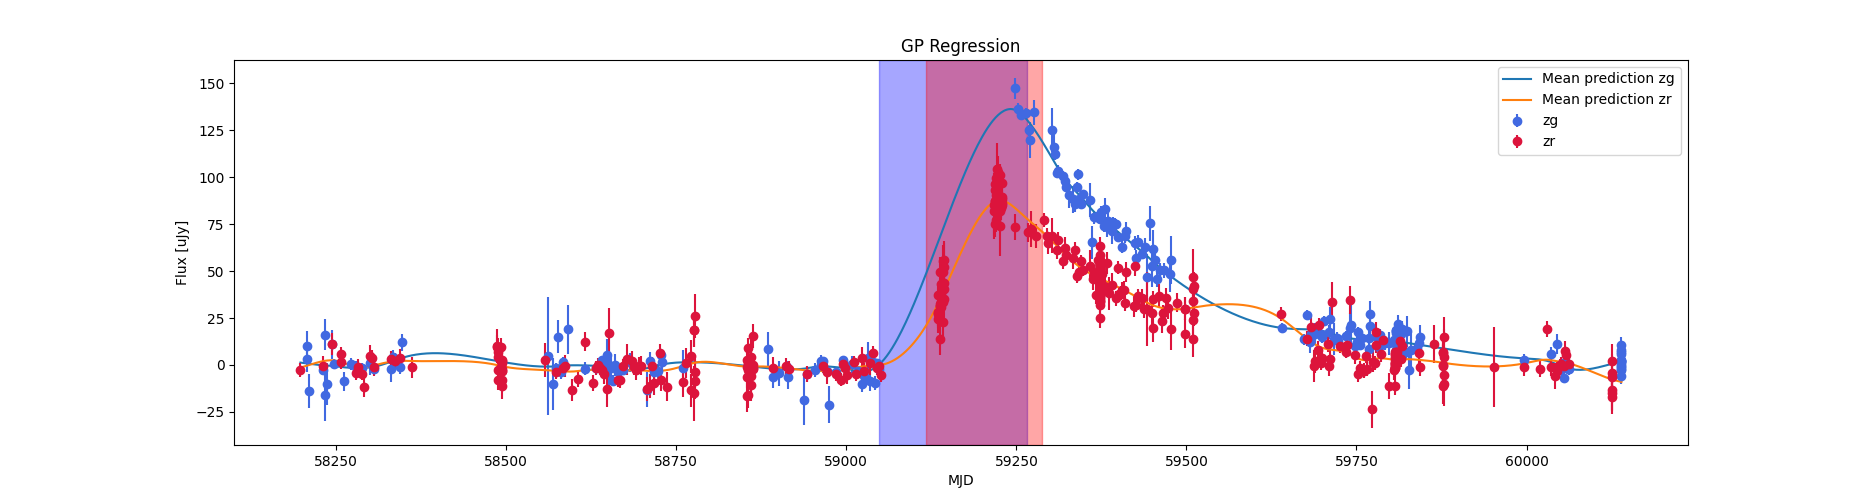 GP Regression
Flux [uJy]
150
125
100
75
50
25
0
−25
58250 58500 58750 59000 59250 59500 59750 60000
MJD
Mean prediction zg
Mean prediction zr
zg
zr